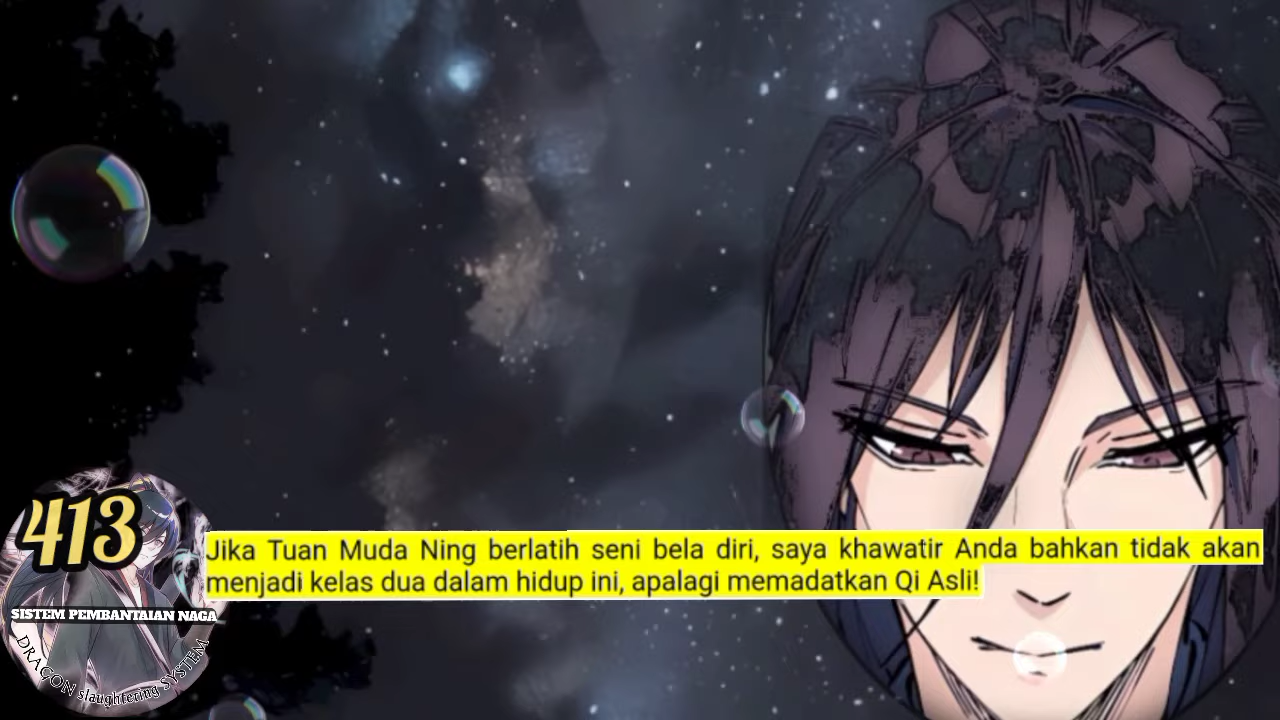 413
Jika Tuan Muda Ning berlatih seni bela diri, saya khawatir Anda bahkan tidak akan
menjadi kelas dua dalam hidup ini, apalagi memadatkan Qi Asli!
SISTEM PEMBANTAIAN NAGA
DRAGON slaughtering SYSTEM